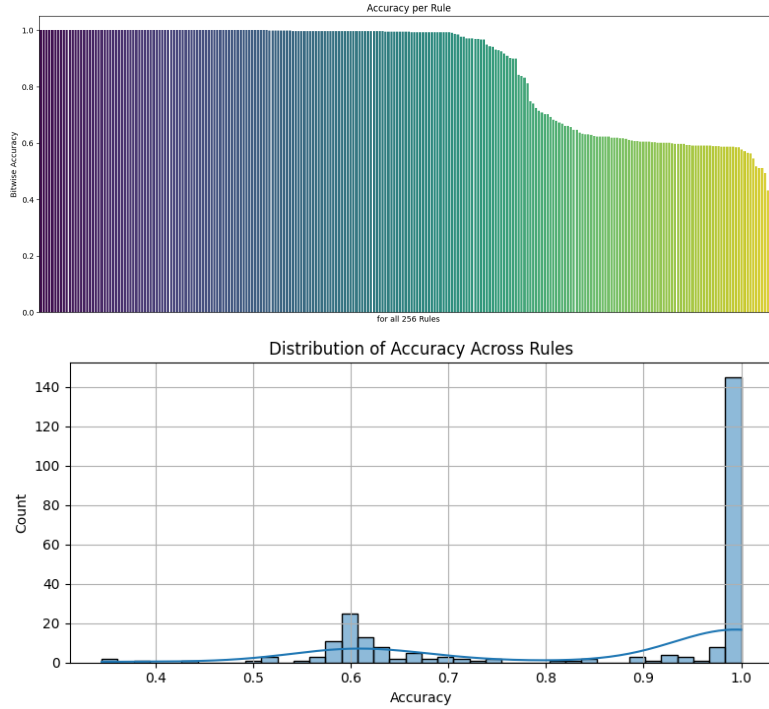 Accuracy per Rule
Bitwise Accuracy
1.0
0.8
0.6
0.4
0.2
0.0
for all 256 Rules
Distribution of Accuracy Across Rules
Count
140
120
100
80
60
40
20
0
0.4 0.5 0.6 0.7 0.8 0.9 1.0
Accuracy